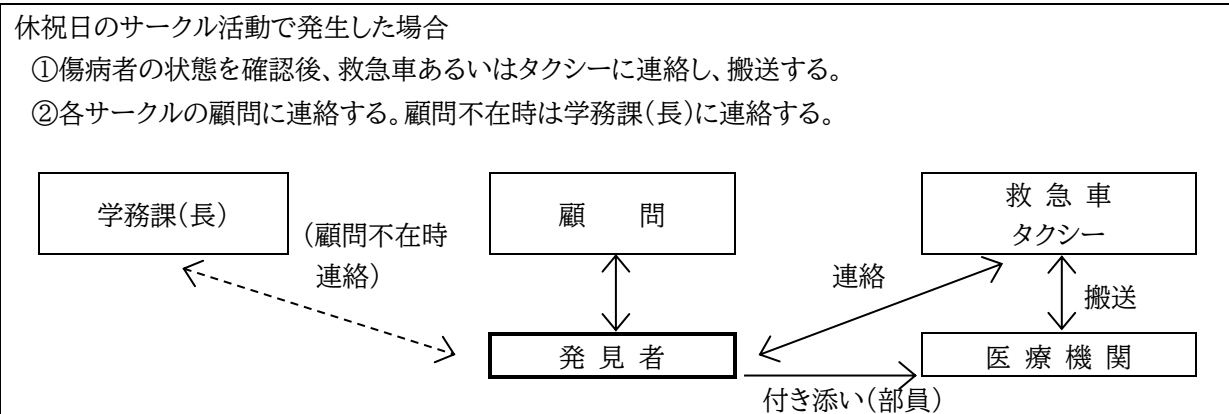 休祝日のサークル活動で発生した場合
①傷病者の状態を確認後、救急車あるいはタクシーに連絡し、搬送する。
②各サークルの顧問に連絡する。顧問不在時は学務課(長)に連絡する。
学務課(長)
(顧問不在時
連絡)
顧　問
救 急 車
タクシー
連絡
搬送
発 見 者
医 療 機 関
付き添い(部員)